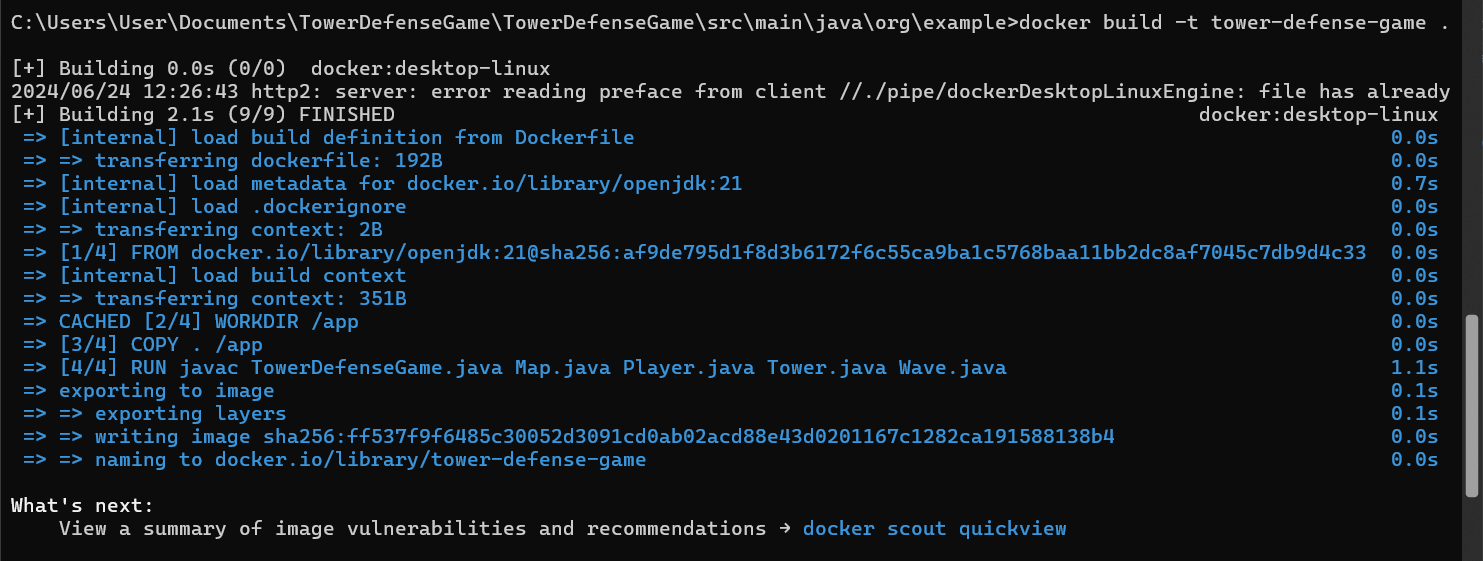 C:\Users\User\Documents\TowerDefenseGame\TowerDefenseGame\src\main\java\org\example>docker build -t tower-defense-game .
[+] Building 0.0s (0/0)  docker:desktop-linux
2024/06/24 12:26:43 http2: server: error reading preface from client //./pipe/dockerDesktopLinuxEngine: file has already
[+] Building 2.1s (9/9) FINISHED docker:desktop-linux
=> [internal] load build definition from Dockerfile 0.0s
=> => transferring dockerfile: 192B 0.0s
=> [internal] load metadata for docker.io/library/openjdk:21 0.7s
=> [internal] load .dockerignore 0.0s
=> => transferring context: 2B 0.0s
=> [1/4] FROM docker.io/library/openjdk:21@sha256:af9de795d1f8d3b6172f6c55ca9ba1c5768baa11bb2dc8af7045c7db9d4c33 0.0s
=> [internal] load build context 0.0s
=> => transferring context: 351B 0.0s
=> CACHED [2/4] WORKDIR /app 0.0s
=> [3/4] COPY . /app 0.0s
=> [4/4] RUN javac TowerDefenseGame.java Map.java Player.java Tower.java Wave.java 1.1s
=> exporting to image 0.1s
=> => exporting layers 0.1s
=> => writing image sha256:ff537f9f6485c30052d3091cd0ab02acd88e43d0201167c1282ca191588138b4 0.0s
=> => naming to docker.io/library/tower-defense-game 0.0s
What's next:
View a summary of image vulnerabilities and recommendations → docker scout quickview